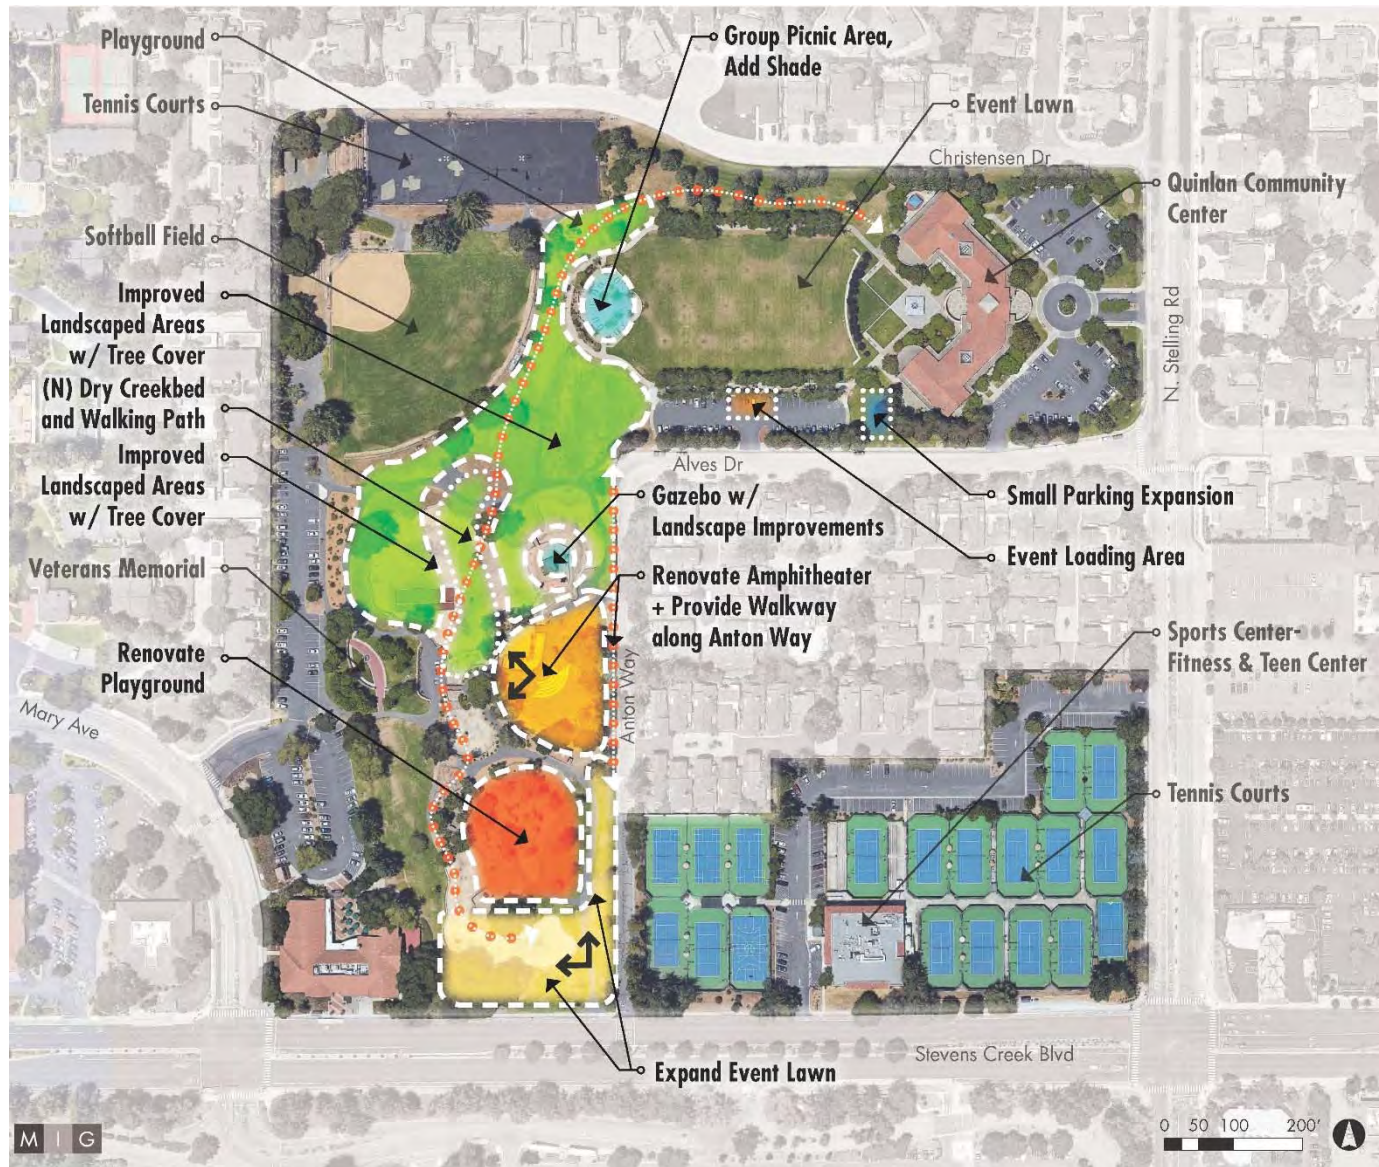 Playground
Tennis Courts
Softball Field
Improved
Landscaped Areas
w/ Tree Cover
(N) Dry Creekbed
and Walking Path
Improved
Landscaped Areas
w/ Tree Cover
Veterans Memorial
Renovate
Playground
Mary Ave
Group Picnic Area,
Add Shade
Event Lawn
Christensen Dr
Quinlan Community
Center
N. Stelling Rd
Alves Dr
Gazebo w/
Landscape Improvements
Small Parking Expansion
Event Loading Area
Renovate Amphitheater
+ Provide Walkway
along Anton Way
Anton Way
Sports Center-
Fitness & Teen Center
Tennis Courts
Stevens Creek Blvd
Expand Event Lawn
M I G
0 50 100 200'